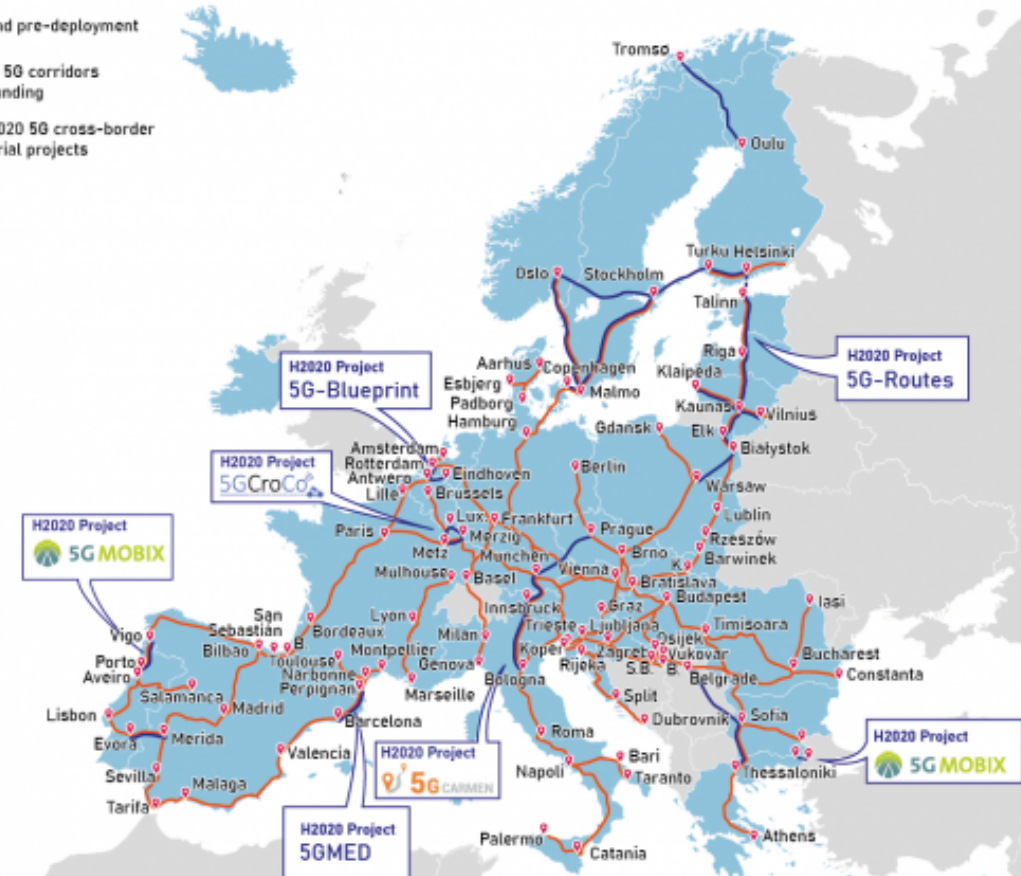 nd pre-deployment
5G corridors
nding
020 5G cross-border
rial projects
Tromsø
Oulu
Turku Helsinki
Oslo
Stockholm
Talinn
H2020 Project
5G-Routes
Riga
Klaipėda
Aarhus
Copenhagen
Esbjerg
Malmo
Padborg
Kaunas
Vilnius
Hamburg
Gdansk
Elk
Białystok
H2020 Project
5G-Blueprint
Amsterdam
Rotterdam
Antwero
Eindhoven
Berlin
H2020 Project
5GCroCo
Lille
Brussels
Warsaw
Lublin
Lux.
Frankfurt
Paris
Merzig
Prague
Rzeszów
Metz
Munchen
Brno
Barwinek
H2020 Project
5G MOBIX
Mulhouse
Basel
Vienna
K
Bratislava
Budapest
Innsbruck
Graz
Iasi
San
Sebastián
Lyon
Bordeaux
Vigo
Bilbao
B.
Milan
Trieste
Ljubljana
Timisoara
Toulouse
Montpellier
Koper
Zagreb
Osijek
Vukovar
Porto
Narbonne
Genova
Rijeka
S.B.
B.
Bucharest
Aveiro
Perpignan
Bologna
Belgrade
Constanta
Salamanca
Marseille
Split
Madrid
Lisbon
Barcelona
Dubrovnik
Sofia
Evora
Merida
Roma
Valencia
H2020 Project
5G CARMEN
Bari
H2020 Project
5G MOBIX
Sevilla
Malaga
Napoli
Taranto
Thessaloniki
Tarifa
H2020 Project
5GMED
Palermo
Catania
Athens